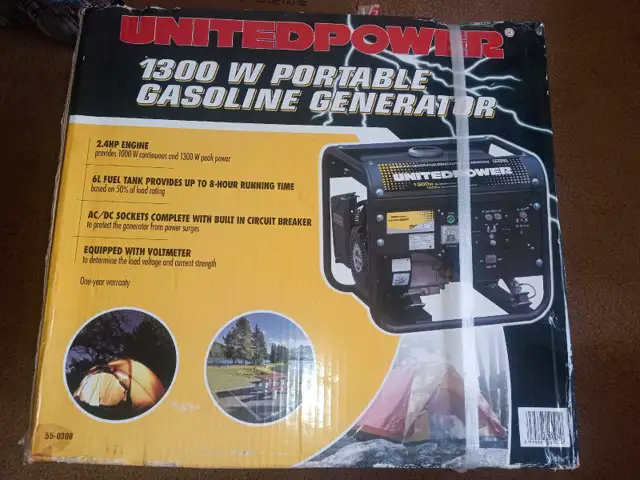 UNITEDPOWER
1300 W PORTABLE
GASOLINE GENERATOR
2.4HP ENGINE
provides 1000 W continuous and 1300 W peak power
6L FUEL TANK PROVIDES UP TO 8-HOUR RUNNING TIME
based on 50% of load rating
AC/DC SOCKETS COMPLETE WITH BUILT IN CIRCUIT BREAKER
to protect the generator from power surges
EQUIPPED WITH VOLTMETER
to determine the load voltage and current strength
One-year warranty
UNITEDPOWER
55-0308